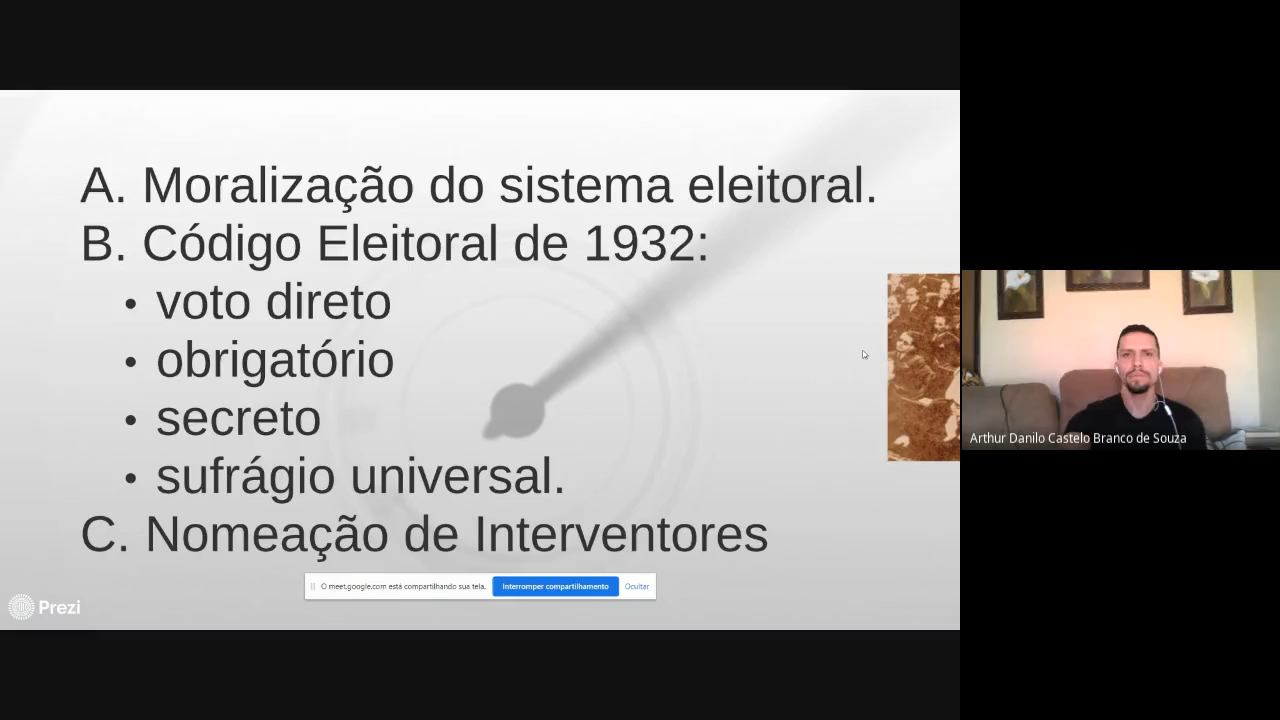 A. Moralização do sistema eleitoral.
B. Código Eleitoral de 1932:
• voto direto
• obrigatório
• secreto
• sufrágio universal.
C. Nomeação de Interventores
O meet.google.com está compartilhando sua tela. Interromper compartilhamento Ocultar
Prezi
Arthur Danilo Castelo Branco de Souza